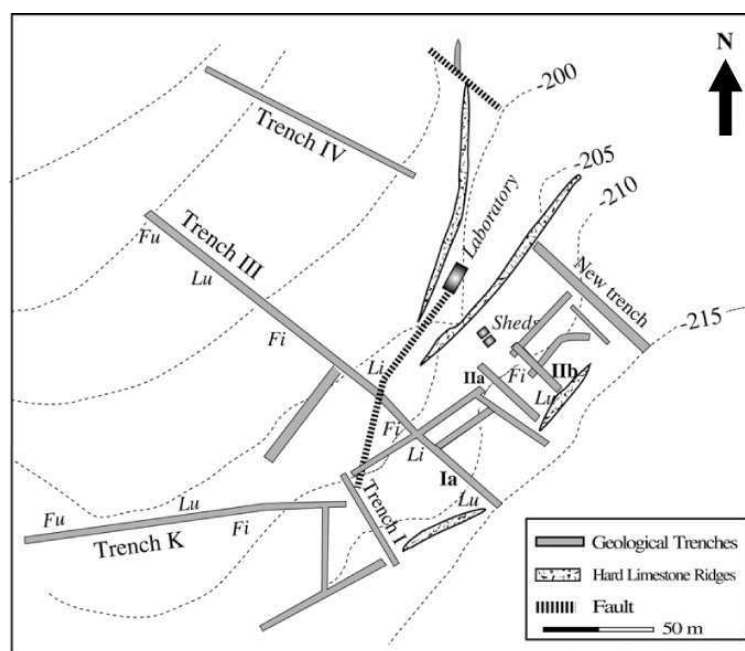 N
-200
Trench IV
-205
-210
Laboratory
Trench III
Fu
Lu
New trench
-215
Sheds
Fi
Li
IIa
Fi
IIb
Lu
Fi
Li
Ia
Lu
Trench I
Fu
Lu
Fi
Trench K
Geological Trenches
Hard Limestone Ridges
Fault
50 m